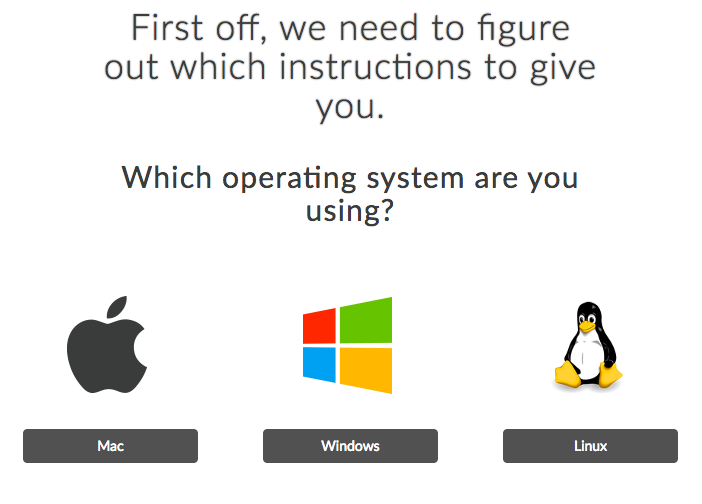 First off, we need to figure
out which instructions to give
you.
Which operating system are you
using?
Mac
Windows
Linux